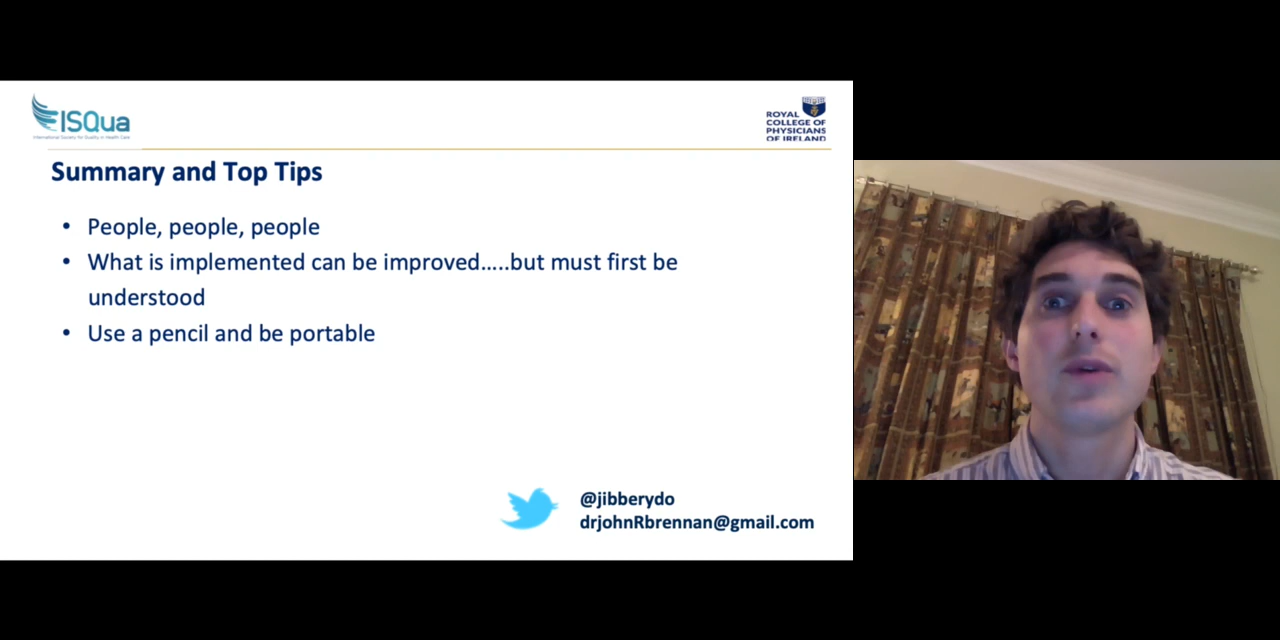 ISQua
International Society for Quality in Health Care
ROYAL
COLLEGE OF
PHYSICIANS
OF IRELAND
Summary and Top Tips
• People, people, people
• What is implemented can be improved.....but must first be
understood
• Use a pencil and be portable
@jibberydo
drjohnRbrennan@gmail.com